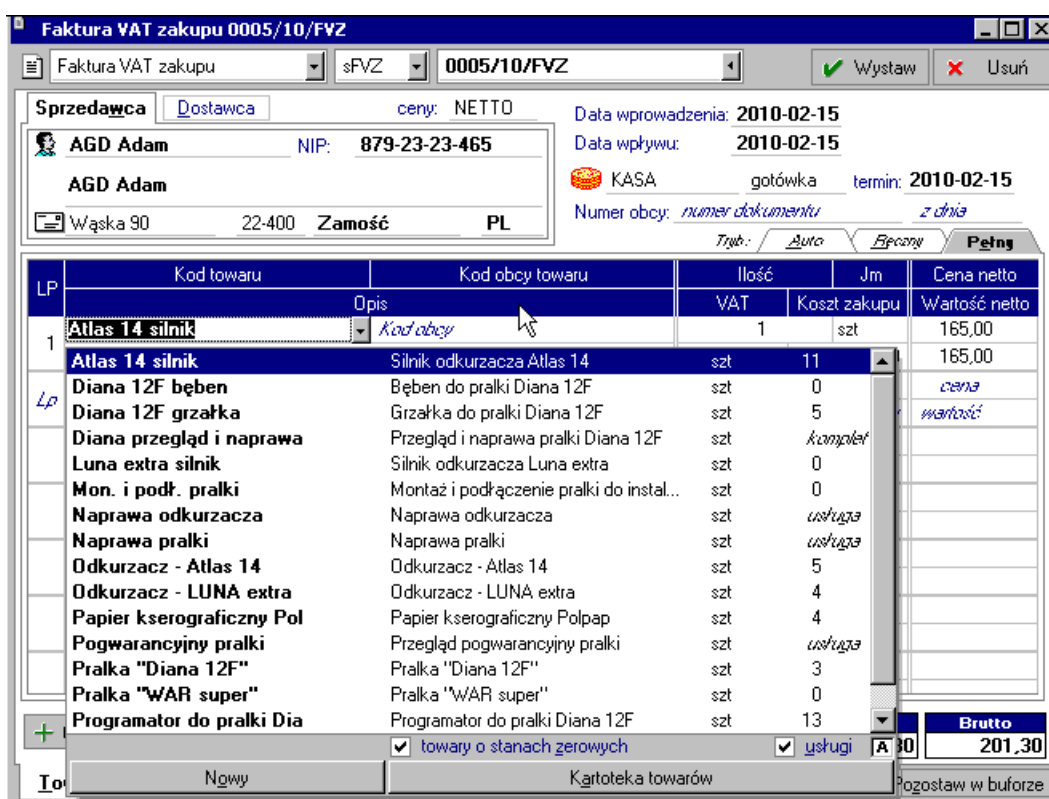 Faktura VAT zakupu 0005/10/FVZ
Faktura VAT zakupu sFVZ 0005/10/FVZ Wystaw Usuń
Sprzedawca Dostawca ceny: NETTO
Data wprowadzenia: 2010-02-15
AGD Adam NIP: 879-23-23-465
Data wpływu: 2010-02-15
AGD Adam
KASA gotówka termin: 2010-02-15
Wąska 90 22-400 Zamość PL
Numer obcy: numer dokumentu z dnia
Tryb: Auto Ręczny Pełny
LP Kod towaru Kod obcy towaru Ilość Jm Cena netto
Opis VAT Koszt zakupu Wartość netto
1 Atlas 14 silnik Kod obcy 1 szt 165,00
165,00
Atlas 14 silnik Silnik odkurzacza Atlas 14 szt 11
Lp cena
wartość
Diana 12F bęben Bęben do pralki Diana 12F szt 0
Diana 12F grzałka Grzałka do pralki Diana 12F szt 5
Diana przegląd i naprawa Przegląd i naprawa pralki Diana 12F szt komplet
Luna extra silnik Silnik odkurzacza Luna extra szt 0
Mon. i podł. pralki Montaż i podłączenie pralki do instal... szt 0
Naprawa odkurzacza Naprawa odkurzacza szt usługa
Naprawa pralki Naprawa pralki szt usługa
Odkurzacz - Atlas 14 Odkurzacz - Atlas 14 szt 5
Odkurzacz - LUNA extra Odkurzacz - LUNA extra szt 4
Papier kserograficzny Pol Papier kserograficzny Polpap szt 4
Pogwarancyjny pralki Przegląd pogwarancyjny pralki szt usługa
Pralka "Diana 12F" Pralka "Diana 12F" szt 3
Pralka "WAR super" Pralka "WAR super" szt 0
Programator do pralki Dia Programator do pralki Diana 12F szt 13
Brutto
towary o stanach zerowych usługi A 30 201,30
Nowy Kartoteka towarów
Pozostaw w buforze